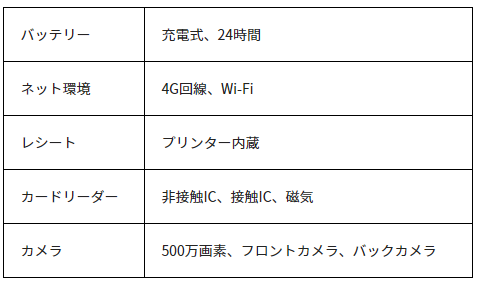 バッテリー 充電式、24時間
ネット環境 4G回線、Wi-Fi
レシート プリンター内蔵
カードリーダー 非接触IC、接触IC、磁気
カメラ 500万画素、フロントカメラ、バックカメラ